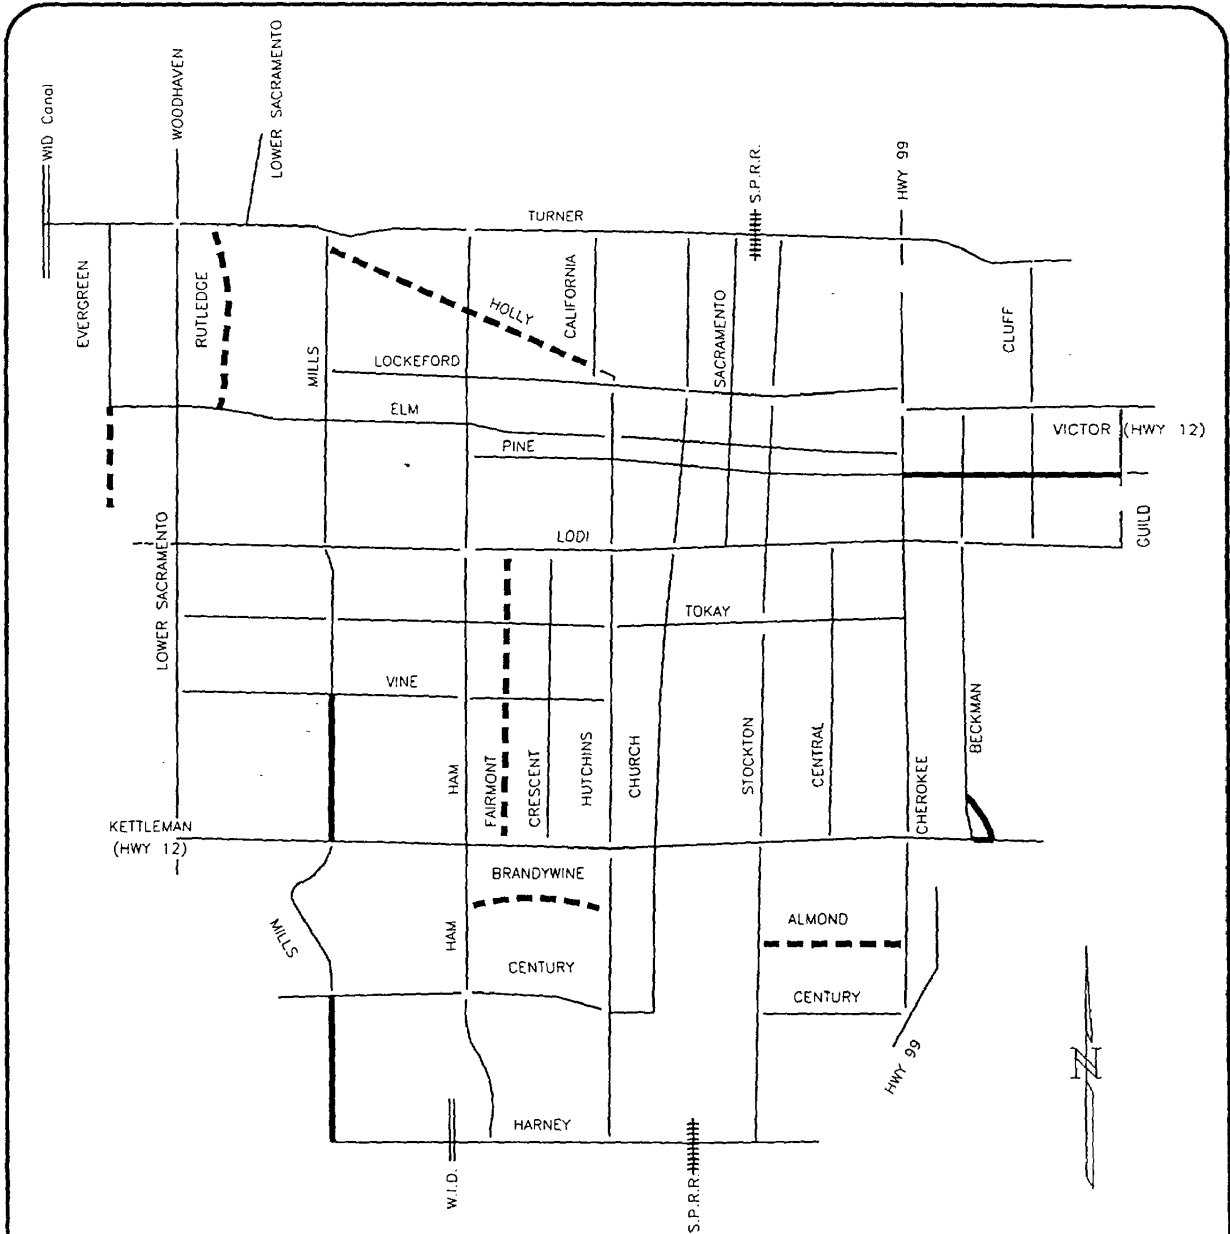 WID Canal
WOODHAVEN
LOWER SACRAMENTO
TURNER
S.P.R.R.
HWY 99
EVERGREEN
RUTLEDGE
MILLS
HOLLY
CALIFORNIA
SACRAMENTO
CLUFF
LOCKEFORD
ELM
PINE
VICTOR (HWY 12)
GUILD
LODI
LOWER SACRAMENTO
TOKAY
VINE
HAM
FAIRMONT
CRESCENT
HUTCHINS
CHURCH
STOCKTON
CENTRAL
CHEROKEE
BECKMAN
KETTLEMAN
(HWY 12)
BRANDYWINE
MILLS
HAM
ALMOND
CENTURY
CENTURY
HWY 99
N
HARNEY
W.I.D.
S.P.R.R.